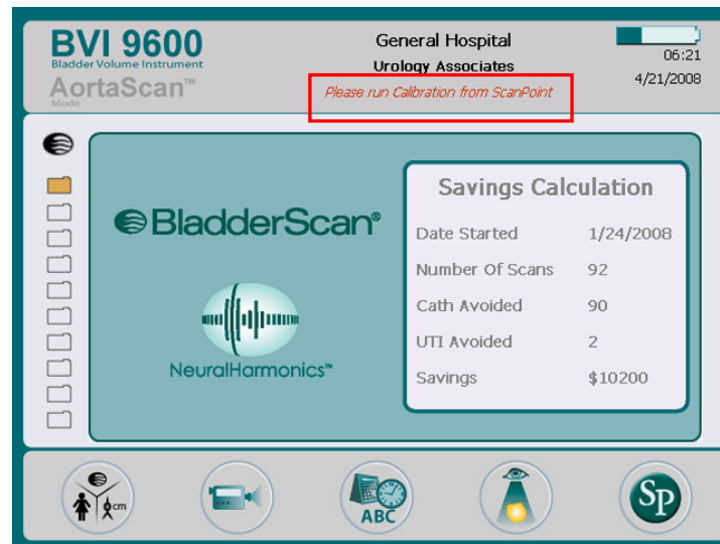 BVI 9600
Bladder Volume Instrument
AortaScan™
Mode
General Hospital
Urology Associates
Please run Calibration from ScanPoint
06:21
4/21/2008
BladderScan®
NeuralHarmonics™
Savings Calculation
Date Started 1/24/2008
Number Of Scans 92
Cath Avoided 90
UTI Avoided 2
Savings $10200
cm
ABC
SP